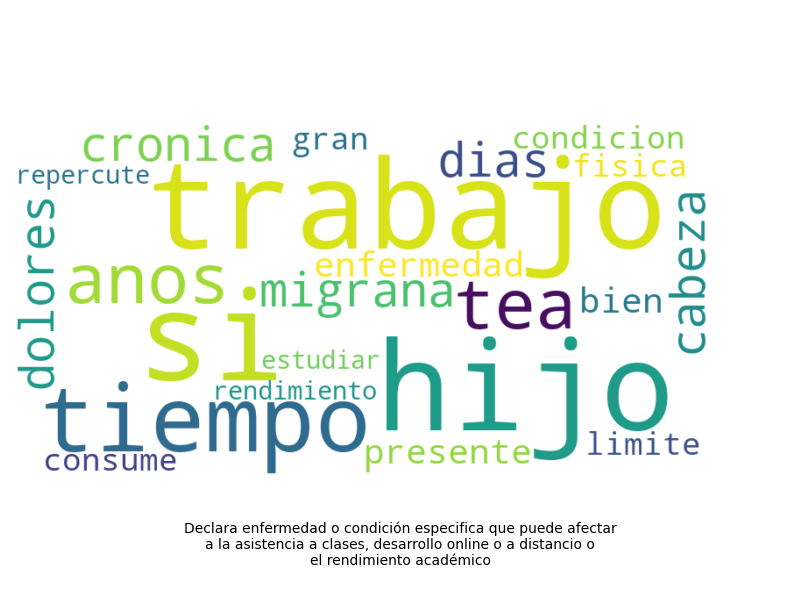 cronica gran condicion
repercute dias fisica
trabajo
dolores
cabeza
anos enfermedad
migrana tea bien
si
estudiar hijo
tiempo rendimiento
consume presente limite
Declara enfermedad o condición especifica que puede afectar
a la asistencia a clases, desarrollo online o a distancio o
el rendimiento académico